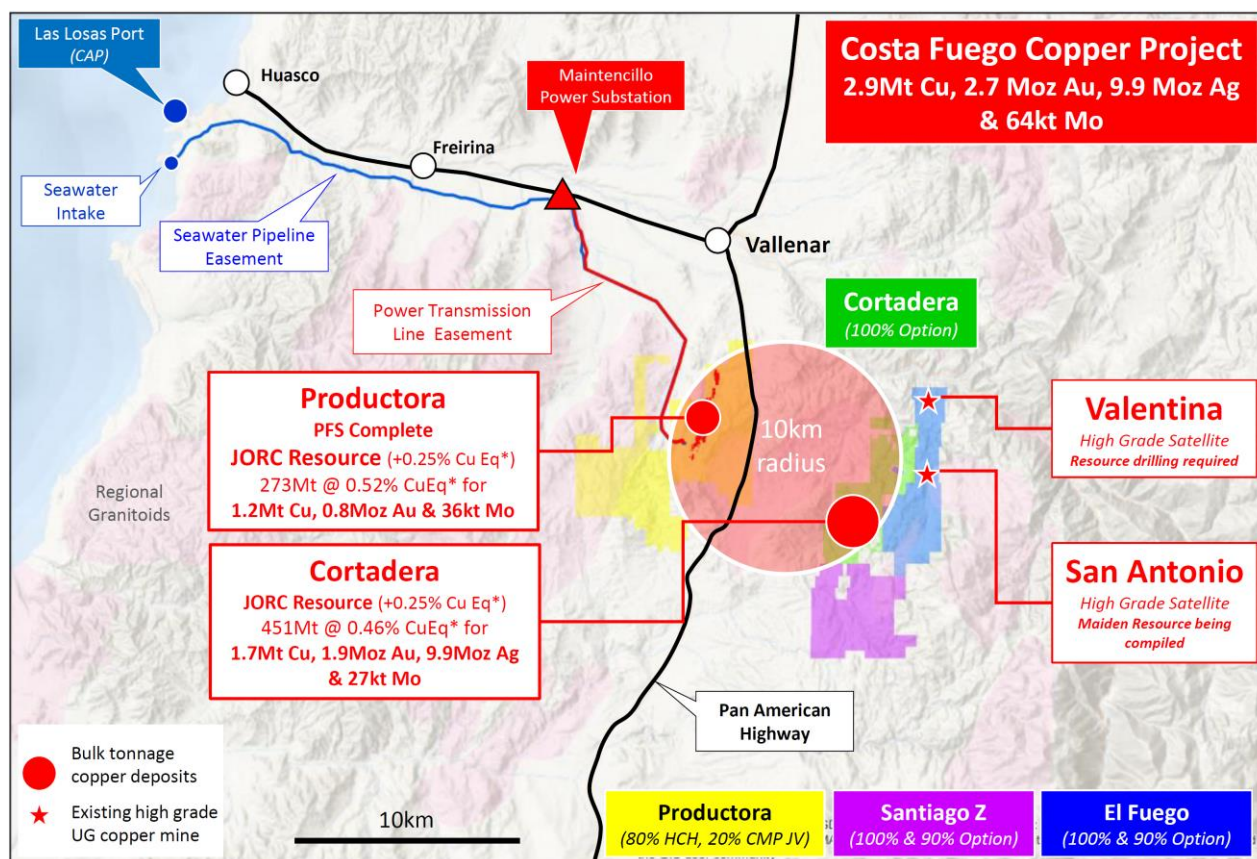 Las Losas Port
(CAP)
Huasco
Maintencillo
Power Substation
Costa Fuego Copper Project
2.9Mt Cu, 2.7 Moz Au, 9.9 Moz Ag
& 64kt Mo
Freirina
Seawater
Intake
Seawater Pipeline
Easement
Vallenar
Power Transmission
Line Easement
Cortadera
(100% Option)
Productora
PFS Complete
JORC Resource (+0.25% Cu Eq*)
273Mt @ 0.52% CuEq* for
1.2Mt Cu, 0.8Moz Au & 36kt Mo
10km
radius
Valentina
High Grade Satellite
Resource drilling required
Regional
Granitoids
Cortadera
JORC Resource (+0.25% Cu Eq*)
451Mt @ 0.46% CuEq* for
1.7Mt Cu, 1.9Moz Au, 9.9Moz Ag
& 27kt Mo
San Antonio
High Grade Satellite
Maiden Resource being
compiled
Pan American
Highway
Bulk tonnage
copper deposits
Existing high grade
UG copper mine
10km
Productora
(80% HCH, 20% CMP JV)
Santiago Z
(100% & 90% Option)
El Fuego
(100% & 90% Option)